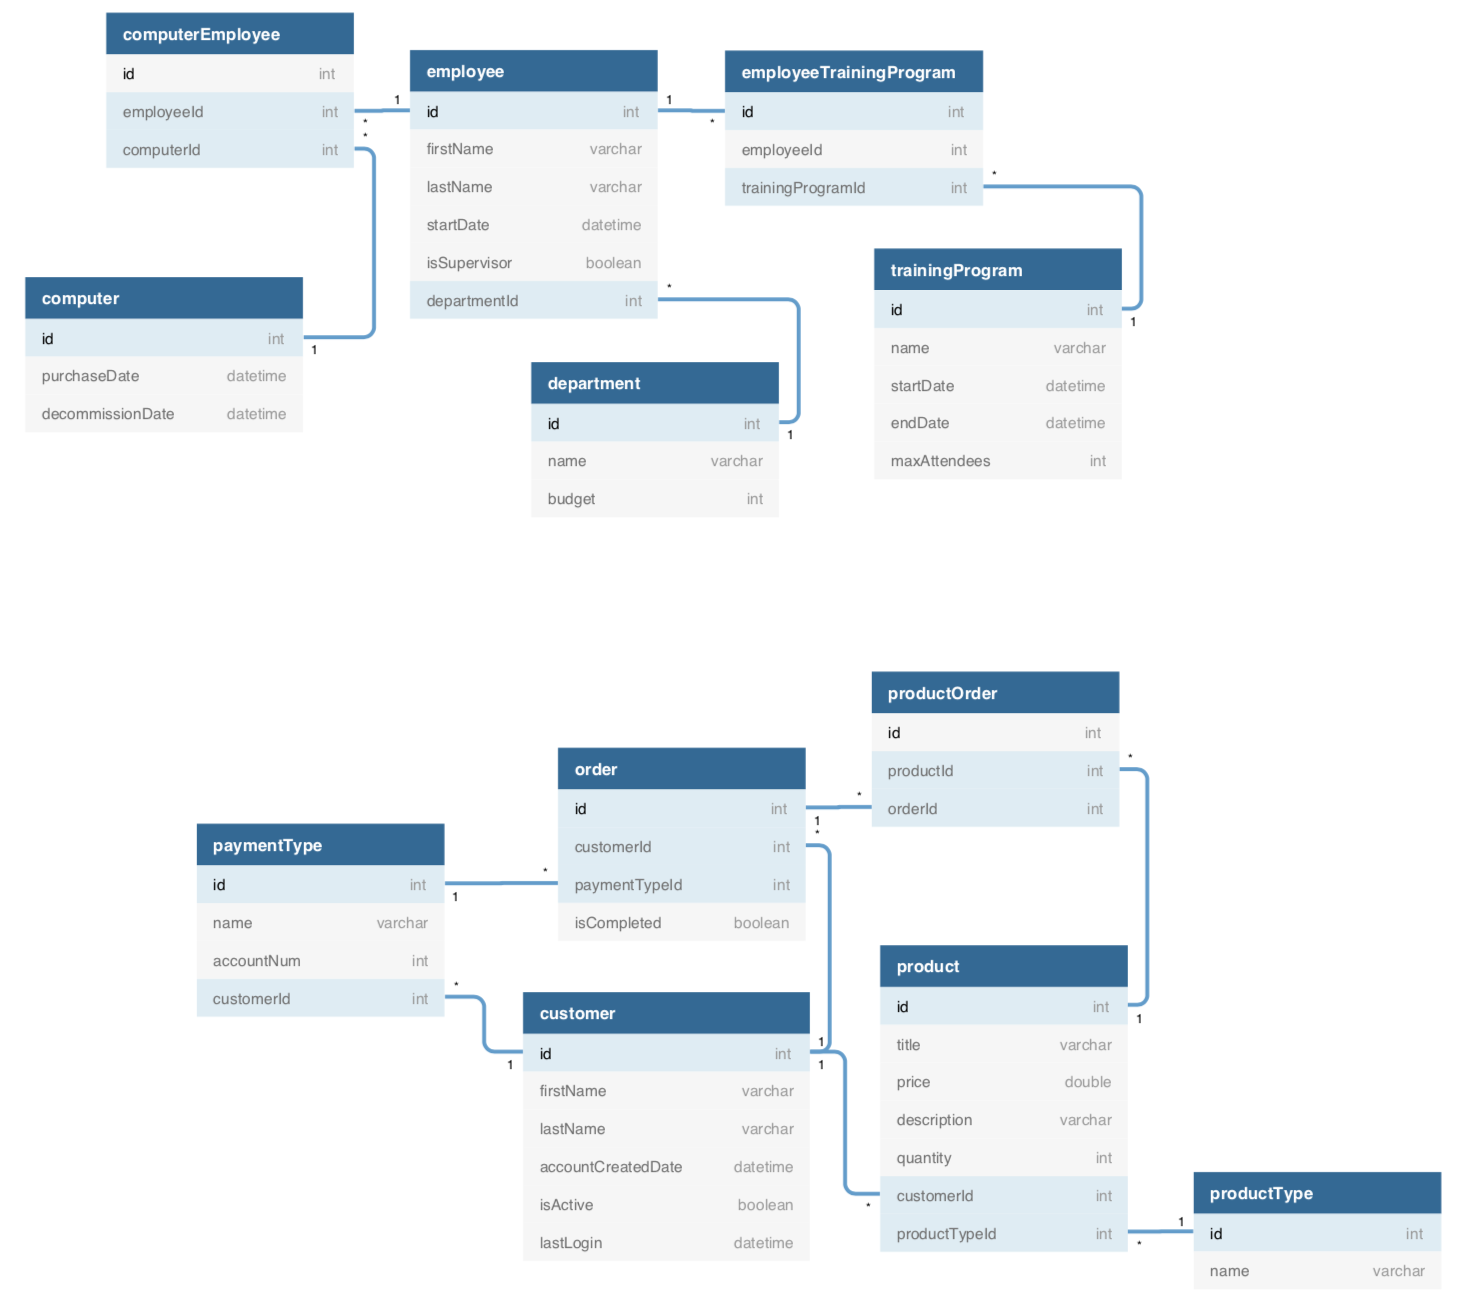 computerEmployee
id int
employeeId int
computerId int
employee
id int
firstName varchar
lastName varchar
startDate datetime
isSupervisor boolean
departmentId int
employeeTrainingProgram
id int
employeeId int
trainingProgramId int
1
*
*
1
*
*
1
*
1
1
computer
id int
purchaseDate datetime
decommissionDate datetime
department
id int
name varchar
budget int
trainingProgram
id int
name varchar
startDate datetime
endDate datetime
maxAttendees int
productOrder
id int
productId int
orderId int
order
id int
customerId int
paymentTypeId int
isCompleted boolean
paymentType
id int
name varchar
accountNum int
customerId int
*
*
1
*
*
1
*
1
1
1
1
*
1
*
customer
id int
firstName varchar
lastName varchar
accountCreatedDate datetime
isActive boolean
lastLogin datetime
product
id int
title varchar
price double
description varchar
quantity int
customerId int
productTypeId int
productType
id int
name varchar